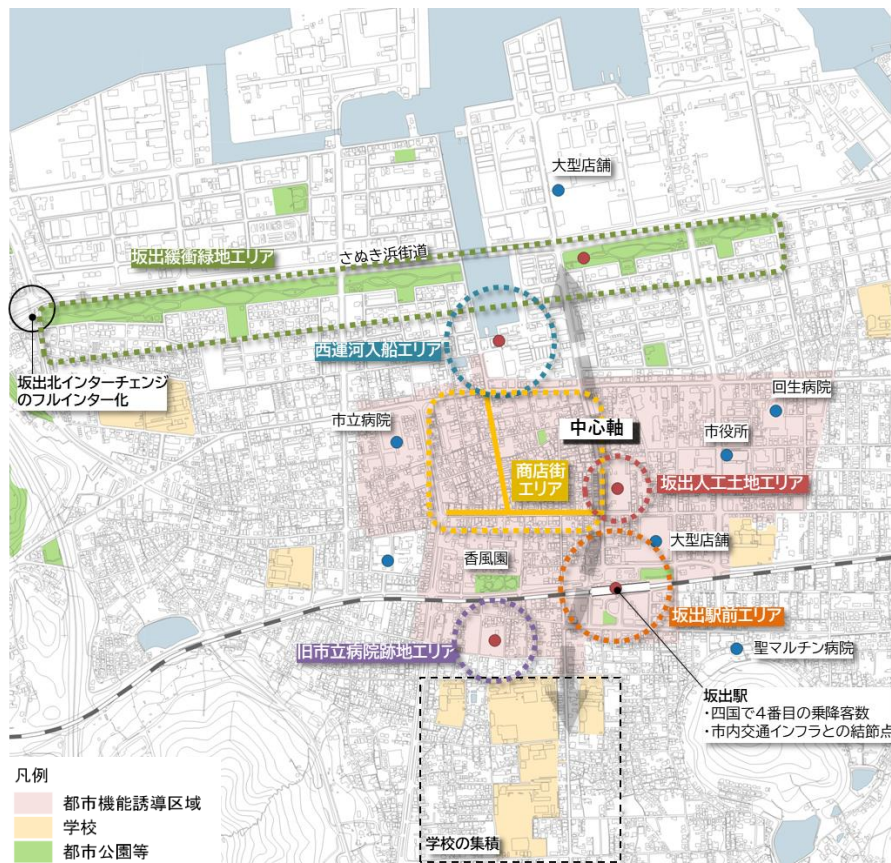 大型店舗
さぬき浜街道
坂出緩衝緑地エリア
西運河入船エリア
坂出北インターチェンジ
のフルインター化
回生病院
市立病院
中心軸
市役所
商店街
エリア
坂出人工土地エリア
大型店舗
香風園
坂出駅前エリア
旧市立病院跡地エリア
聖マルチン病院
坂出駅
・四国で4番目の乗降客数
・市内交通インフラとの結節点
凡例
都市機能誘導区域
学校
都市公園等
学校の集積